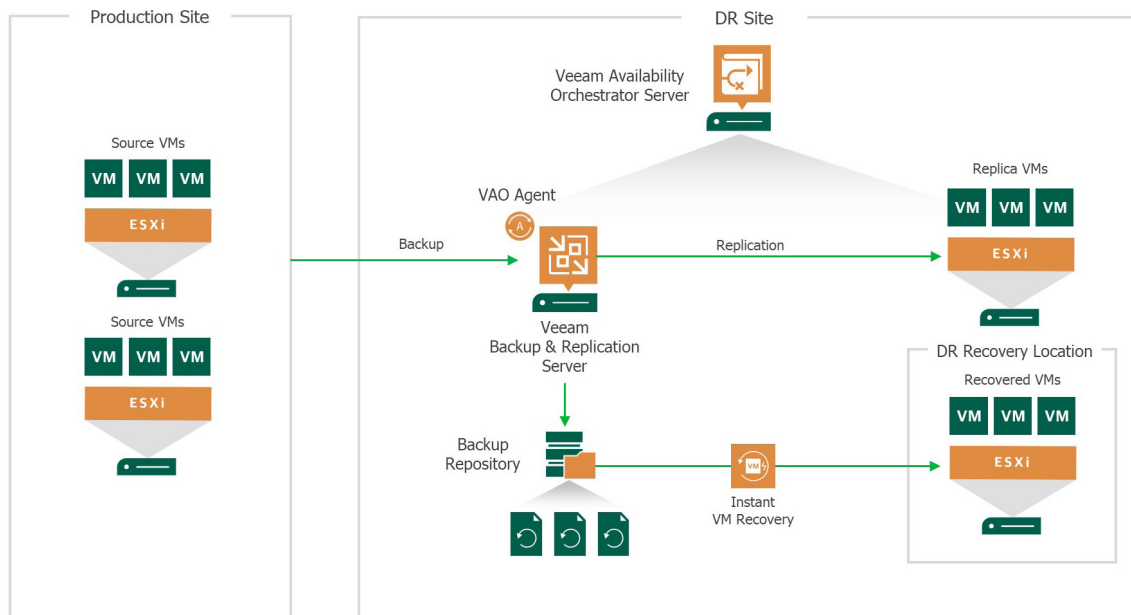 Production Site
DR Site
Veeam Availability
Orchestrator Server
Source VMs
VM VM VM
ESXi
Source VMs
VM VM VM
ESXi
Backup
VAO Agent
A
Veeam
Backup & Replication
Server
Replication
Replica VMs
VM VM VM
ESXi
Backup
Repository
VM
Instant
VM Recovery
DR Recovery Location
Recovered VMs
VM VM VM
ESXi